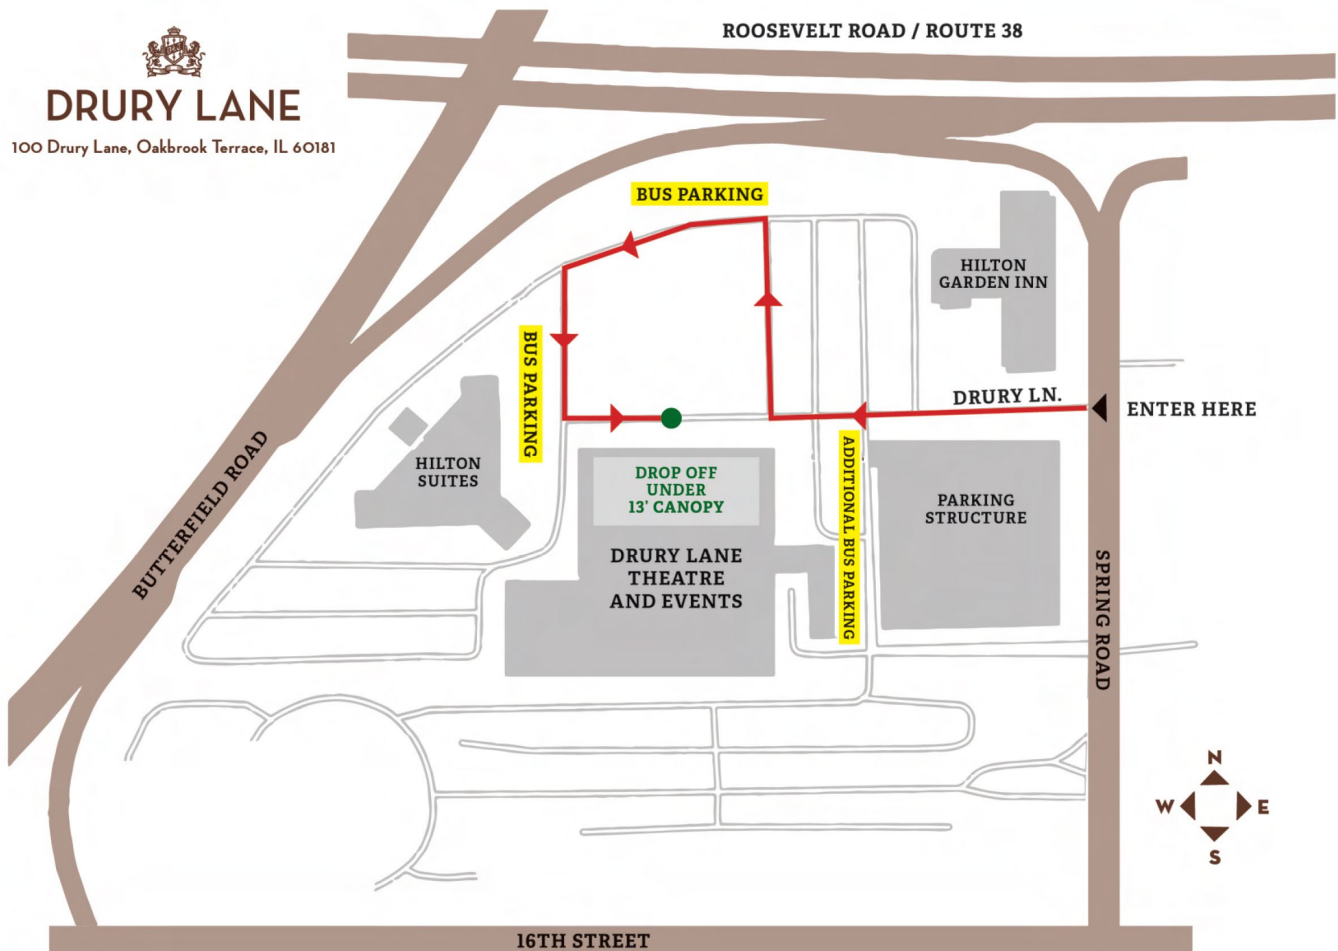 ROOSEVELT ROAD / ROUTE 38
DRURY LANE
100 Drury Lane, Oakbrook Terrace, IL 60181
BUS PARKING
HILTON
GARDEN INN
BUS PARKING
DRURY LN.
ENTER HERE
BUTTERFIELD ROAD
HILTON
SUITES
DROP OFF
UNDER
13' CANOPY
ADDITIONAL BUS PARKING
PARKING
STRUCTURE
DRURY LANE
THEATRE
AND EVENTS
SPRING ROAD
N
W
E
S
16TH STREET